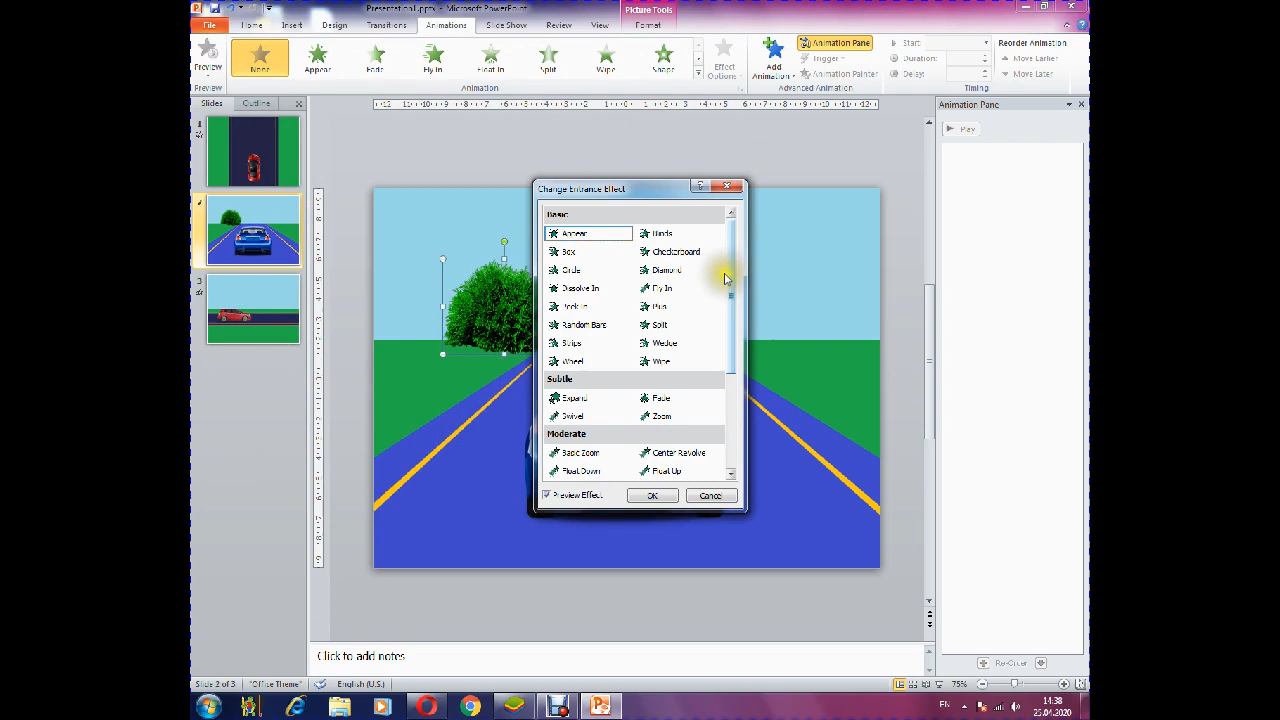 Presentation1.pptx - Microsoft PowerPoint
Picture Tools
File Home Insert Design Transitions Animations Slide Show Review View Format
Preview None Appear Fade Fly In Float In Split Wipe Shape
Effect Options
Add Animation
Animation Pane
Trigger
Animation Painter
Start:
Duration:
Delay:
Reorder Animation
Move Earlier
Move Later
Preview Animation Advanced Animation Timing
Slides Outline
1
2
3
Animation Pane
Play
Change Entrance Effect
Basic
Appear Blinds
Box Checkerboard
Circle Diamond
Dissolve In Fly In
Peek In Plus
Random Bars Split
Strips Wedge
Wheel Wipe
Subtle
Expand Fade
Swivel Zoom
Moderate
Basic Zoom Center Revolve
Float Down Float Up
Preview Effect OK Cancel
Click to add notes
Re-Order
Slide 2 of 3 "Office Theme" English (U.S.) 75%
EN 14:38
25.04.2020